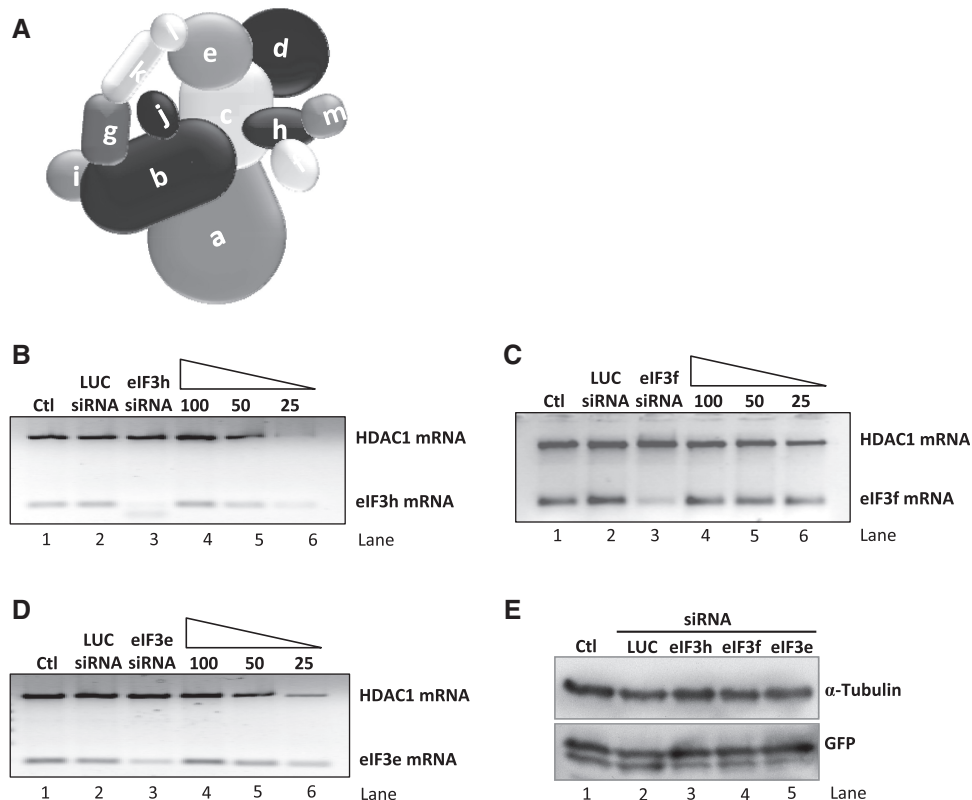 A
l
e
d
k
c
j
m
g
h
i
b
a
B
LUC eIF3h
Ctl siRNA siRNA 100 50 25
HDAC1 mRNA
eIF3h mRNA
1 2 3 4 5 6 Lane
C
LUC eIF3f
Ctl siRNA siRNA 100 50 25
HDAC1 mRNA
eIF3f mRNA
1 2 3 4 5 6 Lane
D
LUC eIF3e
Ctl siRNA siRNA 100 50 25
HDAC1 mRNA
eIF3e mRNA
1 2 3 4 5 6 Lane
E
siRNA
Ctl LUC eIF3h eIF3f eIF3e
α-Tubulin
GFP
1 2 3 4 5 Lane